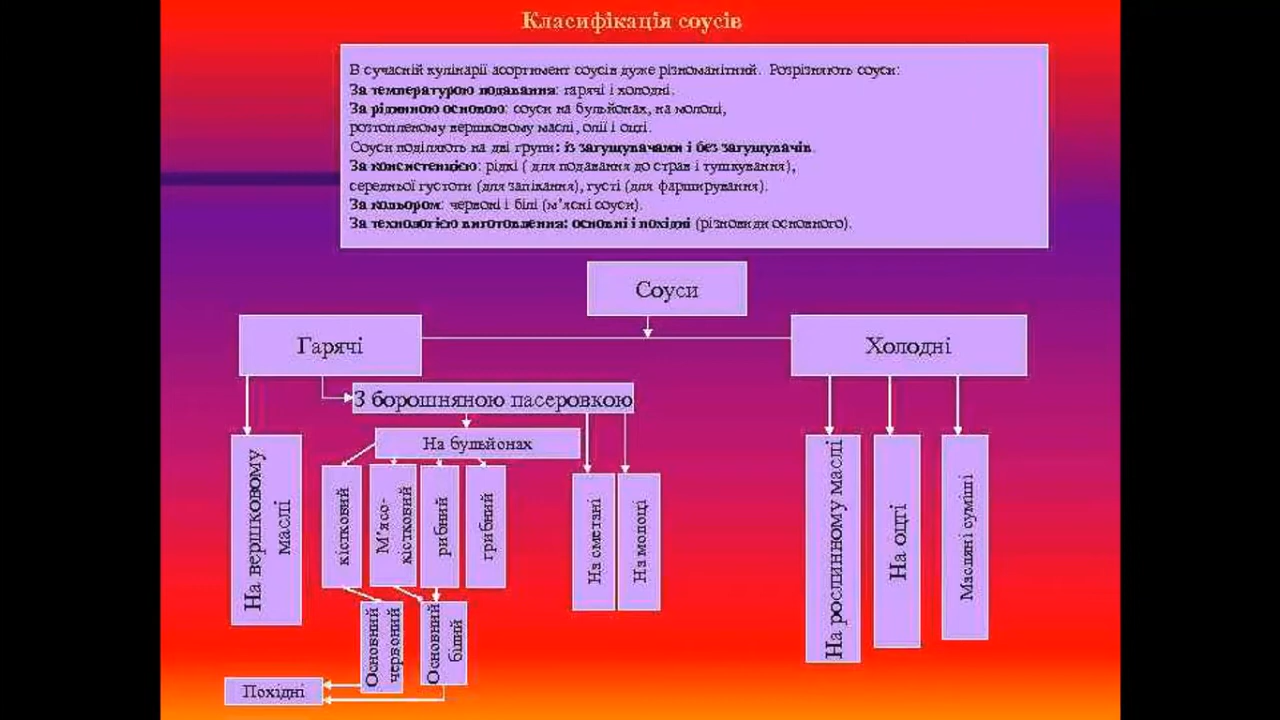 Класифікація соусів
В сучасній кулінарії асортимент соусів дуже різноманітний. Розрізняють соуси:
За температурою подавання: гарячі і холодні.
За рідинною основою: соуси на бульйонах, на молоці,
розтопленому вершковому маслі, олії і оцті.
Соуси поділяють на дві групи: із загущувачами і без загущувачів.
За консистенцією: рідкі ( для подавання до страв і тушкування),
середньої густоти (для запікання), густі (для фарширування).
За кольором: червоні і білі (м’ясні соуси).
За технологією виготовлення: основні і похідні (різновиди основного).
Соуси
Гарячі
Холодні
З борошняною пасеровкою
На бульйонах
На вершковому
маслі
кістковий
М’ясо-
кістковий
рибний
грибний
На сметані
На молоці
На рослинному маслі
На оцті
Масляні суміші
Основний
червоний
Основний
білий
Похідні